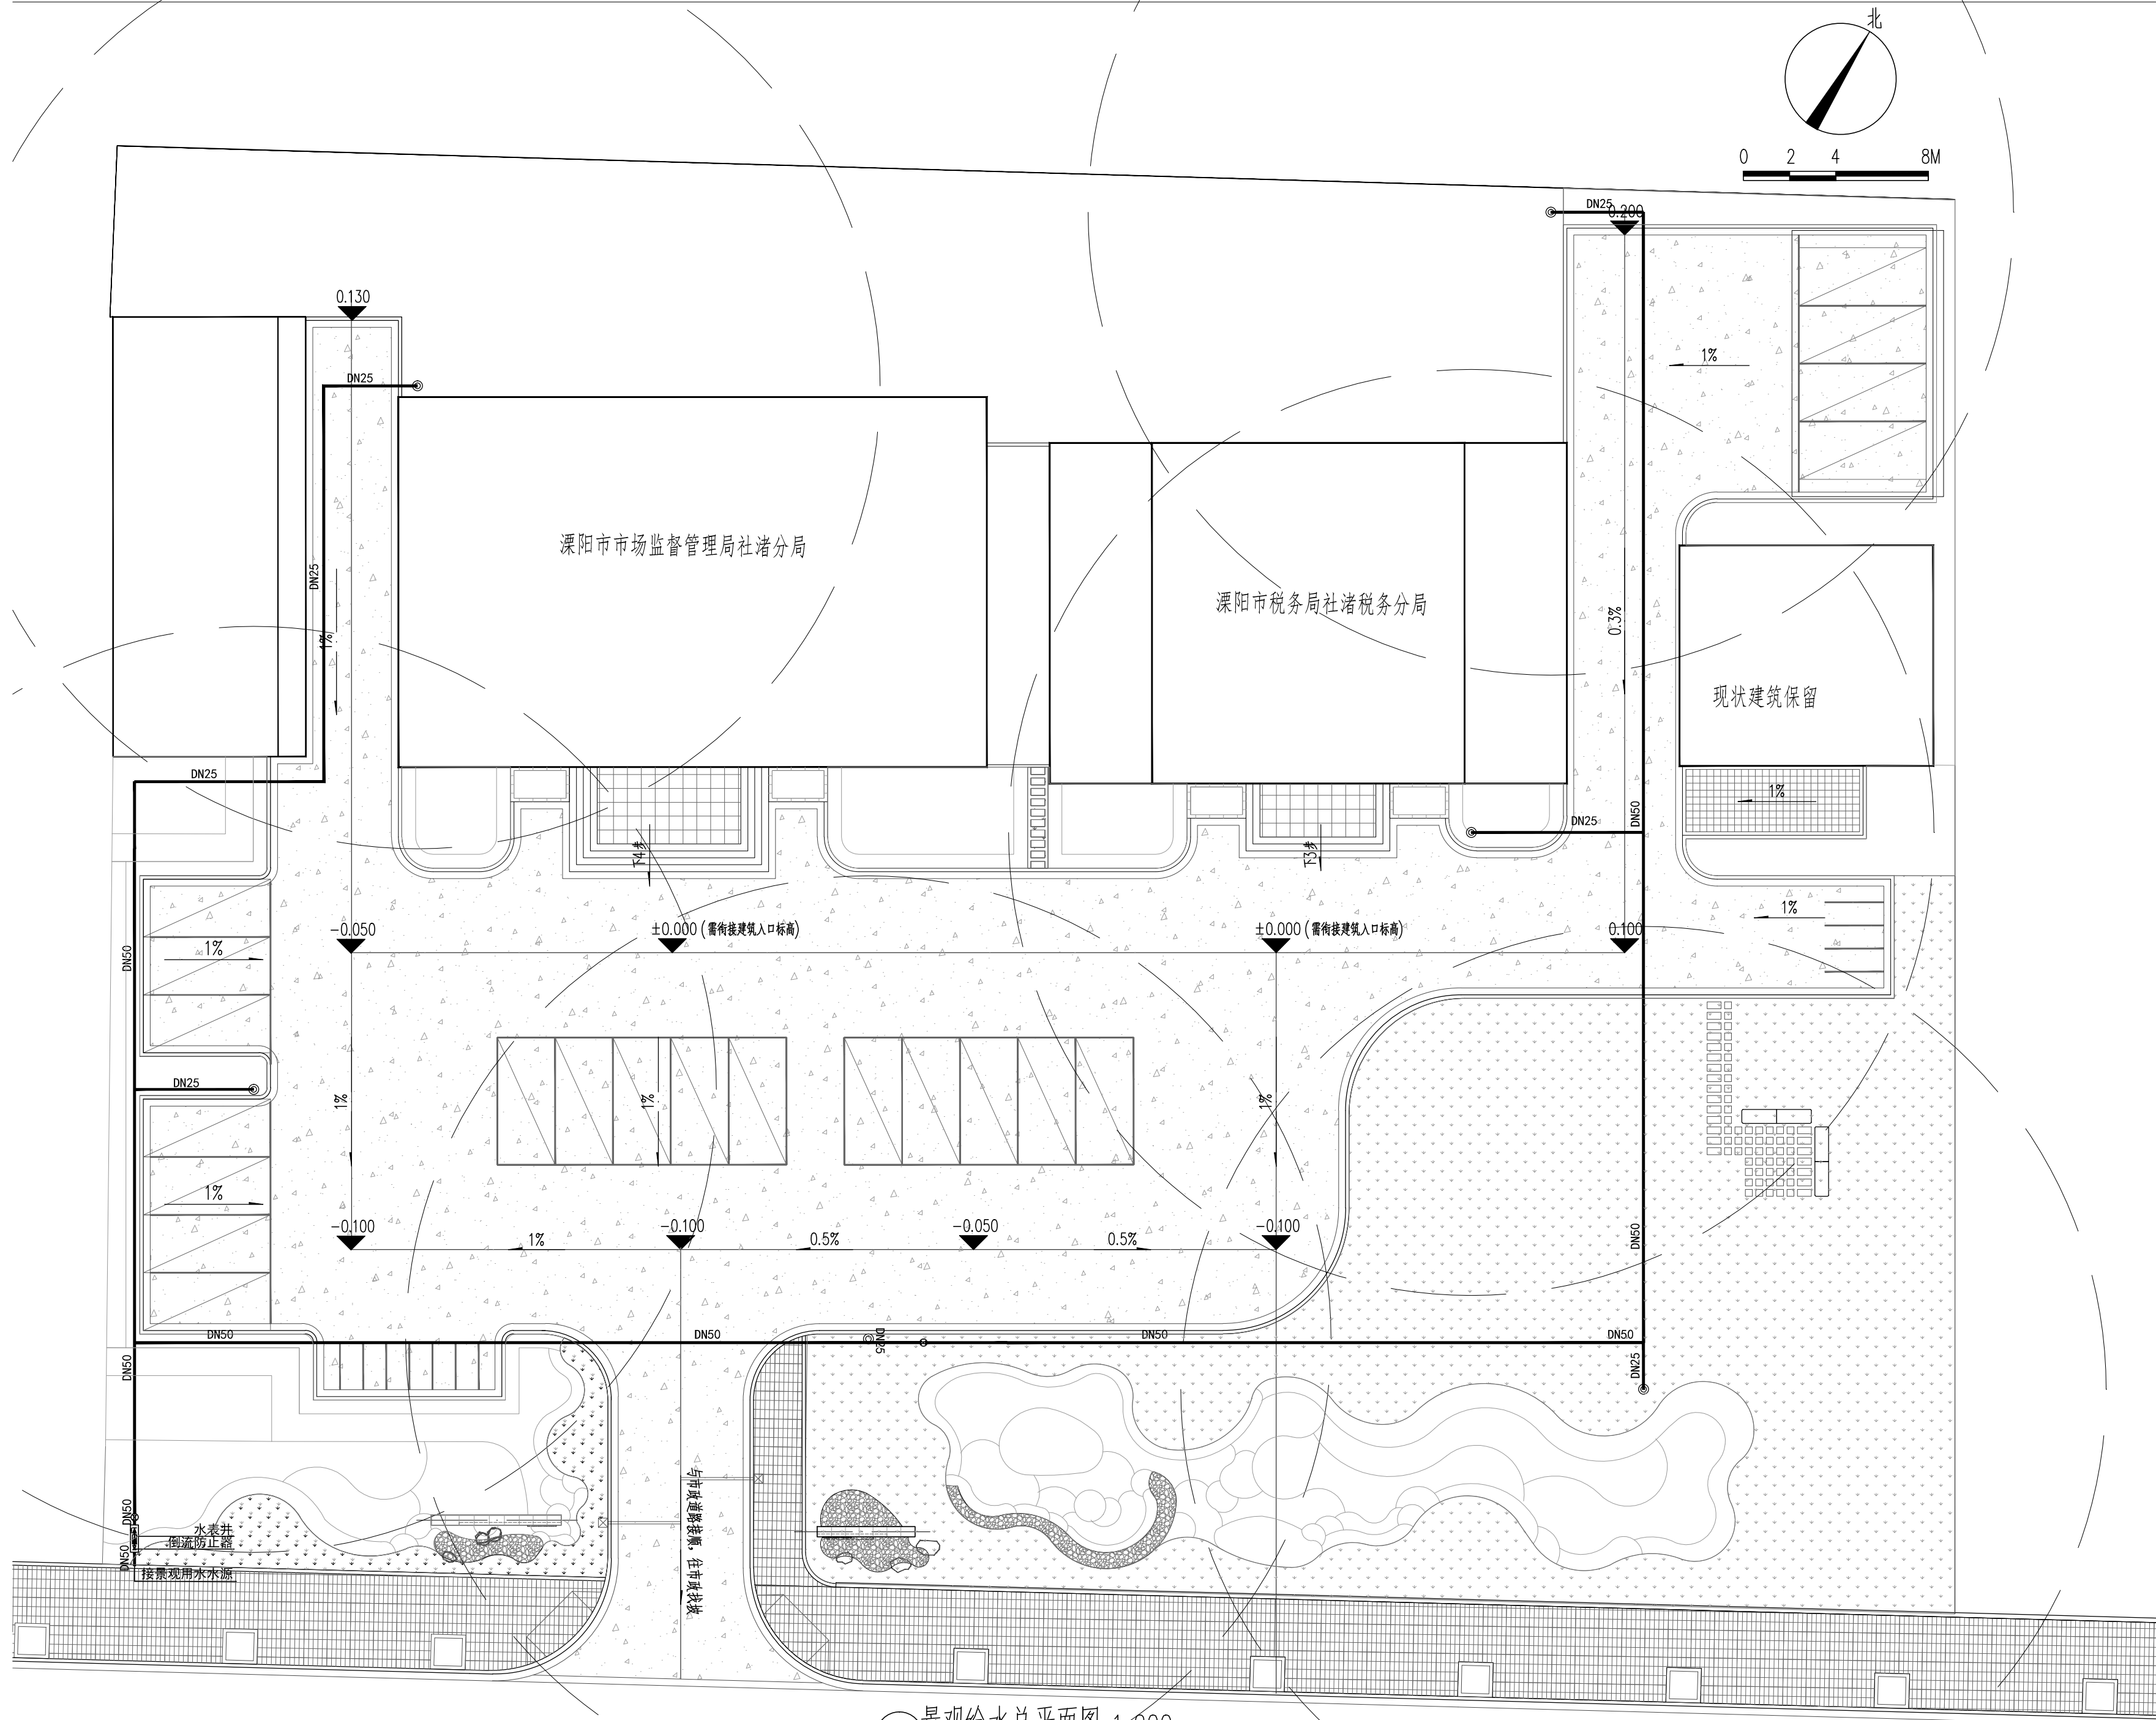 北
0 2 4 8M
DN25
0.200
0.130
DN25
1%
溧阳市市场监督管理局社渚分局
DN25
溧阳市税务局社渚税务分局
0.3%
1%
现状建筑保留
DN25
1%
DN50
DN25
下4步
下3步
1%
-0.050
±0.000 (需衔接建筑入口标高)
±0.000 (需衔接建筑入口标高)
0.100
DN50
1%
DN25
1%
1%
1%
1%
-0.100
-0.100
-0.050
-0.100
DN50
1%
0.5%
0.5%
DN50
DN50
DN25
DN50
DN50
DN50
DN25
与市政道路接顺,往市政找坡
DN50
水表井
倒流防止器
DN50
接景观用水水源